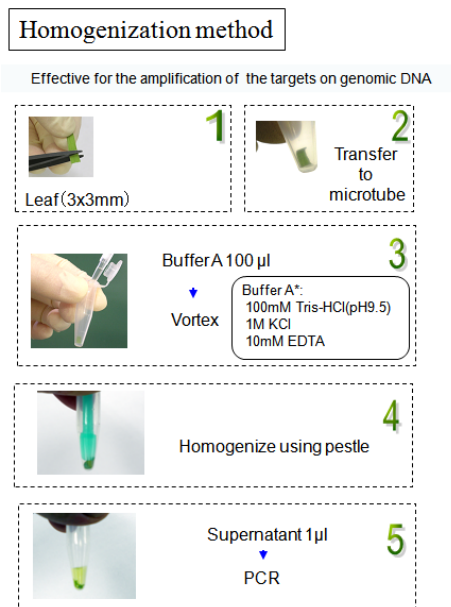 Homogenization method
Effective for the amplification of the targets on genomic DNA
1
Leaf(3x3mm)
2
Transfer
to
microtube
3
Buffer A 100 μl
Vortex
Buffer A*:
100mM Tris-HCl(pH9.5)
1M KCl
10mM EDTA
4
Homogenize using pestle
5
Supernatant 1μl
PCR